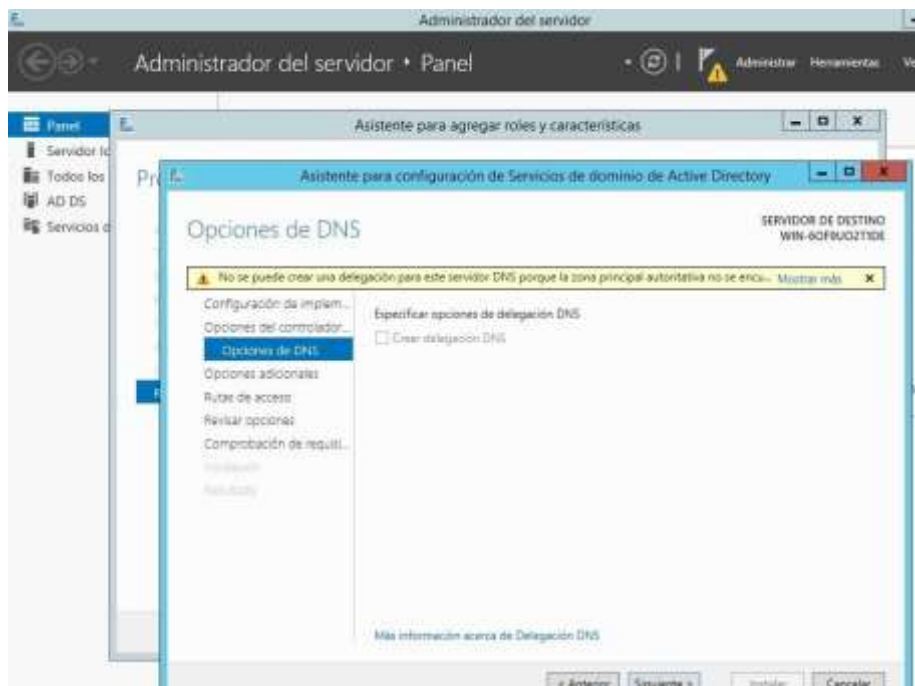 Administrador del servidor
Administrador del servidor • Panel
Administrar Herramientas Ve
Panel
Servidor lo
Todos los
AD DS
Servicios d
Asistente para agregar roles y características
Pr
Asistente para configuración de Servicios de dominio de Active Directory
Opciones de DNS
SERVIDOR DE DESTINO
No se puede crear una delegación para este servidor DNS porque la zona principal autoritativa no se encu... Mostrar más
Configuración de implem...
Opciones del controlador...
Opciones de DNS
Opciones adicionales
Rutas de acceso
Revisar opciones
Comprobación de requisi...
Instalación
Resultados
Especificar opciones de delegación DNS
Crear delegación DNS
Más información acerca de Delegación DNS
< Anterior Siguiente > Instalar Cancelar